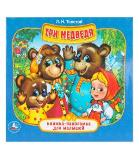 Л. Н. Толстой
ТРИ МЕДВЕДЯ
КНИЖКА-ПАНОРАМКА
ДЛЯ МАЛЫШЕЙ